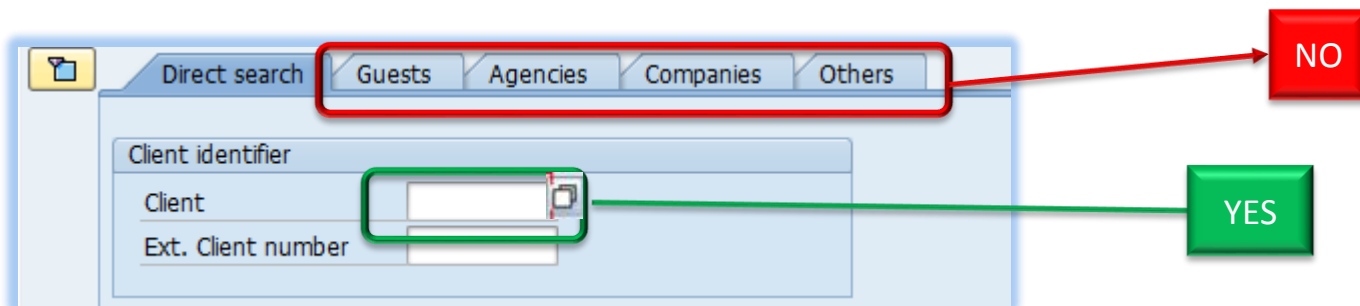 Direct search Guests Agencies Companies Others
NO
Client identifier
Client
YES
Ext. Client number